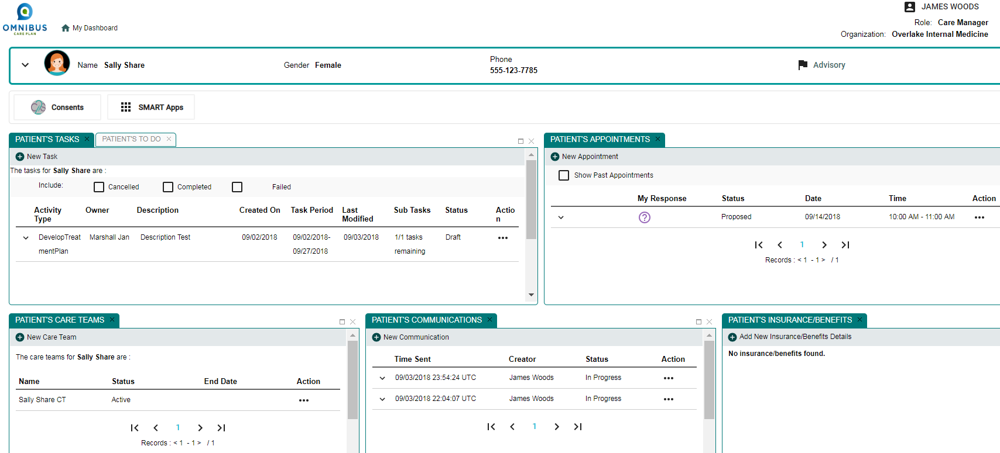 OMNIBUS
CARE PLAN
My Dashboard
JAMES WOODS
Role: Care Manager
Organization: Overlake Internal Medicine
Name Sally Share
Gender Female
Phone
555-123-7785
Advisory
Consents
SMART Apps
PATIENT'S TASKS ×
PATIENT'S TO DO ×
New Task
The tasks for Sally Share are :
Include: Cancelled Completed Failed
Activity Type Owner Description Created On Task Period Last Modified Sub Tasks Status Actio n
DevelopTreat mentPlan Marshall Jan Description Test 09/02/2018 09/02/2018- 09/27/2018 09/03/2018 1/1 tasks remaining Draft •••
PATIENT'S APPOINTMENTS ×
New Appointment
Show Past Appointments
My Response Status Date Time Action
? Proposed 09/14/2018 10:00 AM - 11:00 AM •••
1
Records : < 1 - 1 > / 1
PATIENT'S CARE TEAMS ×
New Care Team
The care teams for Sally Share are :
Name Status End Date Action
Sally Share CT Active •••
1
Records : < 1 - 1 > / 1
PATIENT'S COMMUNICATIONS ×
New Communication
Time Sent Creator Status Action
09/03/2018 23:54:24 UTC James Woods In Progress •••
09/03/2018 22:04:07 UTC James Woods In Progress •••
1
PATIENT'S INSURANCE/BENEFITS ×
Add New Insurance/Benefits Details
No insurance/benefits found.